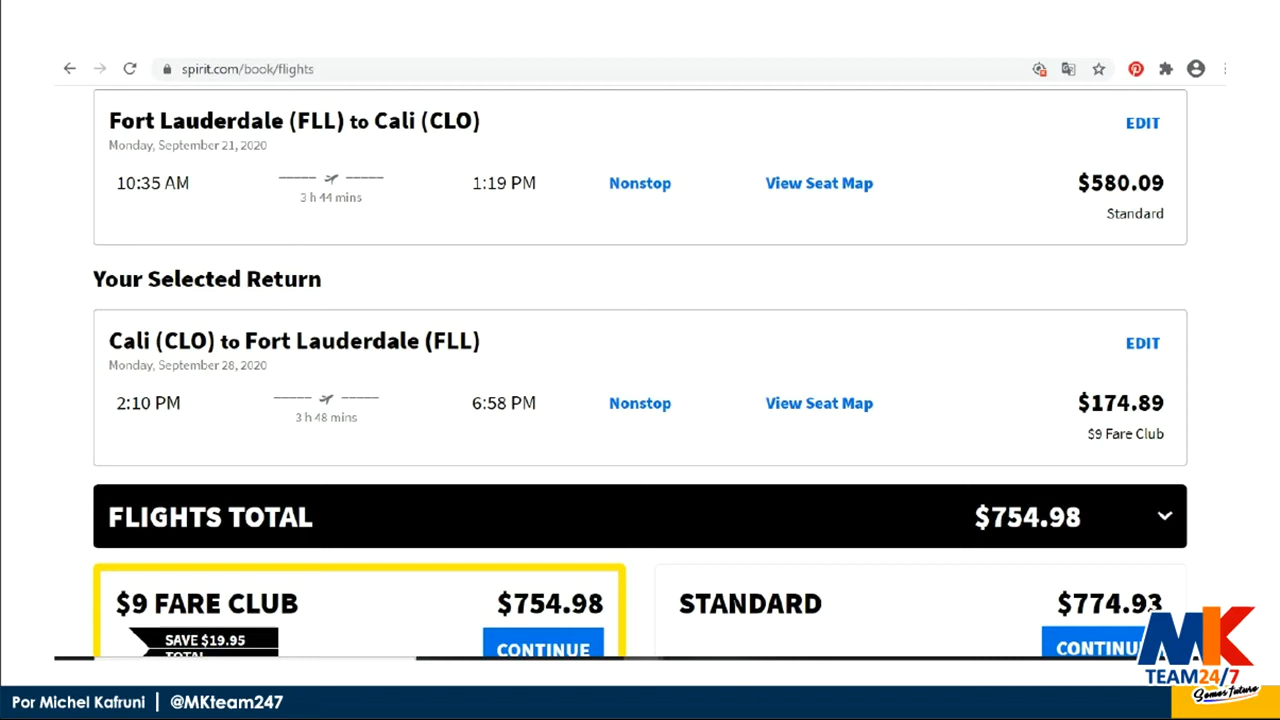 spirit.com/book/flights
Fort Lauderdale (FLL) to Cali (CLO)
EDIT
Monday, September 21, 2020
10:35 AM
3 h 44 mins
1:19 PM
Nonstop
View Seat Map
$580.09
Standard
Your Selected Return
Cali (CLO) to Fort Lauderdale (FLL)
EDIT
Monday, September 28, 2020
2:10 PM
3 h 48 mins
6:58 PM
Nonstop
View Seat Map
$174.89
$9 Fare Club
FLIGHTS TOTAL
$754.98
$9 FARE CLUB
$754.98
SAVE $19.95
TOTAL
CONTINUE
STANDARD
$774.93
CONTINU
MK
TEAM24/7
Somos futuro
Por Michel Kafruni | @MKteam247